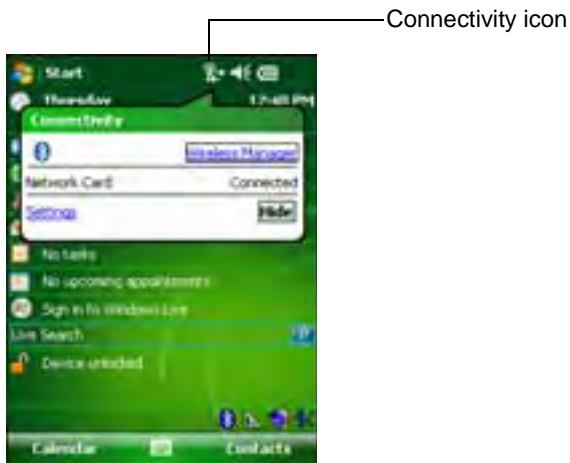 Connectivity icon
Start
Thursday 12:48 PM
Connectivity
Wireless Manager
Network Card Connected
Settings Hide
No tasks
No upcoming appointments
Sign in to Windows Live
Live Search
Device unlocked
Calendar Contacts